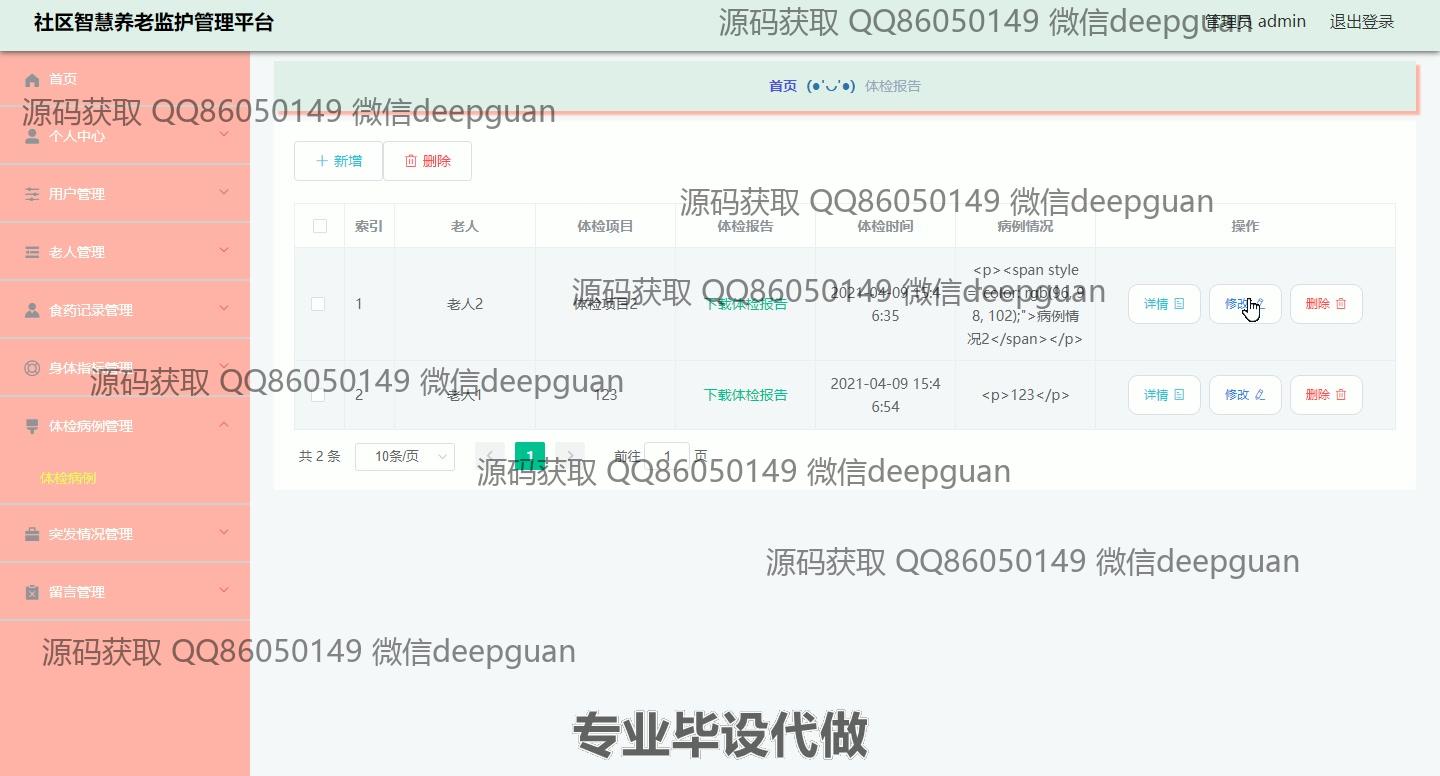 社区智慧养老监护管理平台
源码获取 QQ86050149 微信deepguan
管理员 admin
退出登录
首页
首页 (●'◡'●) 体检报告
源码获取 QQ86050149 微信deepguan
个人中心
新增
删除
用户管理
源码获取 QQ86050149 微信deepguan
索引 老人 体检项目 体检报告 体检时间 病例情况 操作
老人管理
源码获取 QQ86050149 微信deepguan
1 老人2 体检项目2 下载体检报告
2021-04-09 15:4
6:35
<p><span style
="color: rgb(96, 9
8, 102);">病例情
况2</span></p>
详情 修改 删除
食药记录管理
身体指标管理
源码获取 QQ86050149 微信deepguan
2 老人1 123 下载体检报告
2021-04-09 15:4
6:54
<p>123</p>
详情 修改 删除
体检病例管理
共 2 条 10条/页 1 前往 1 页
源码获取 QQ86050149 微信deepguan
体检病例
突发情况管理
源码获取 QQ86050149 微信deepguan
留言管理
源码获取 QQ86050149 微信deepguan
专业毕设代做